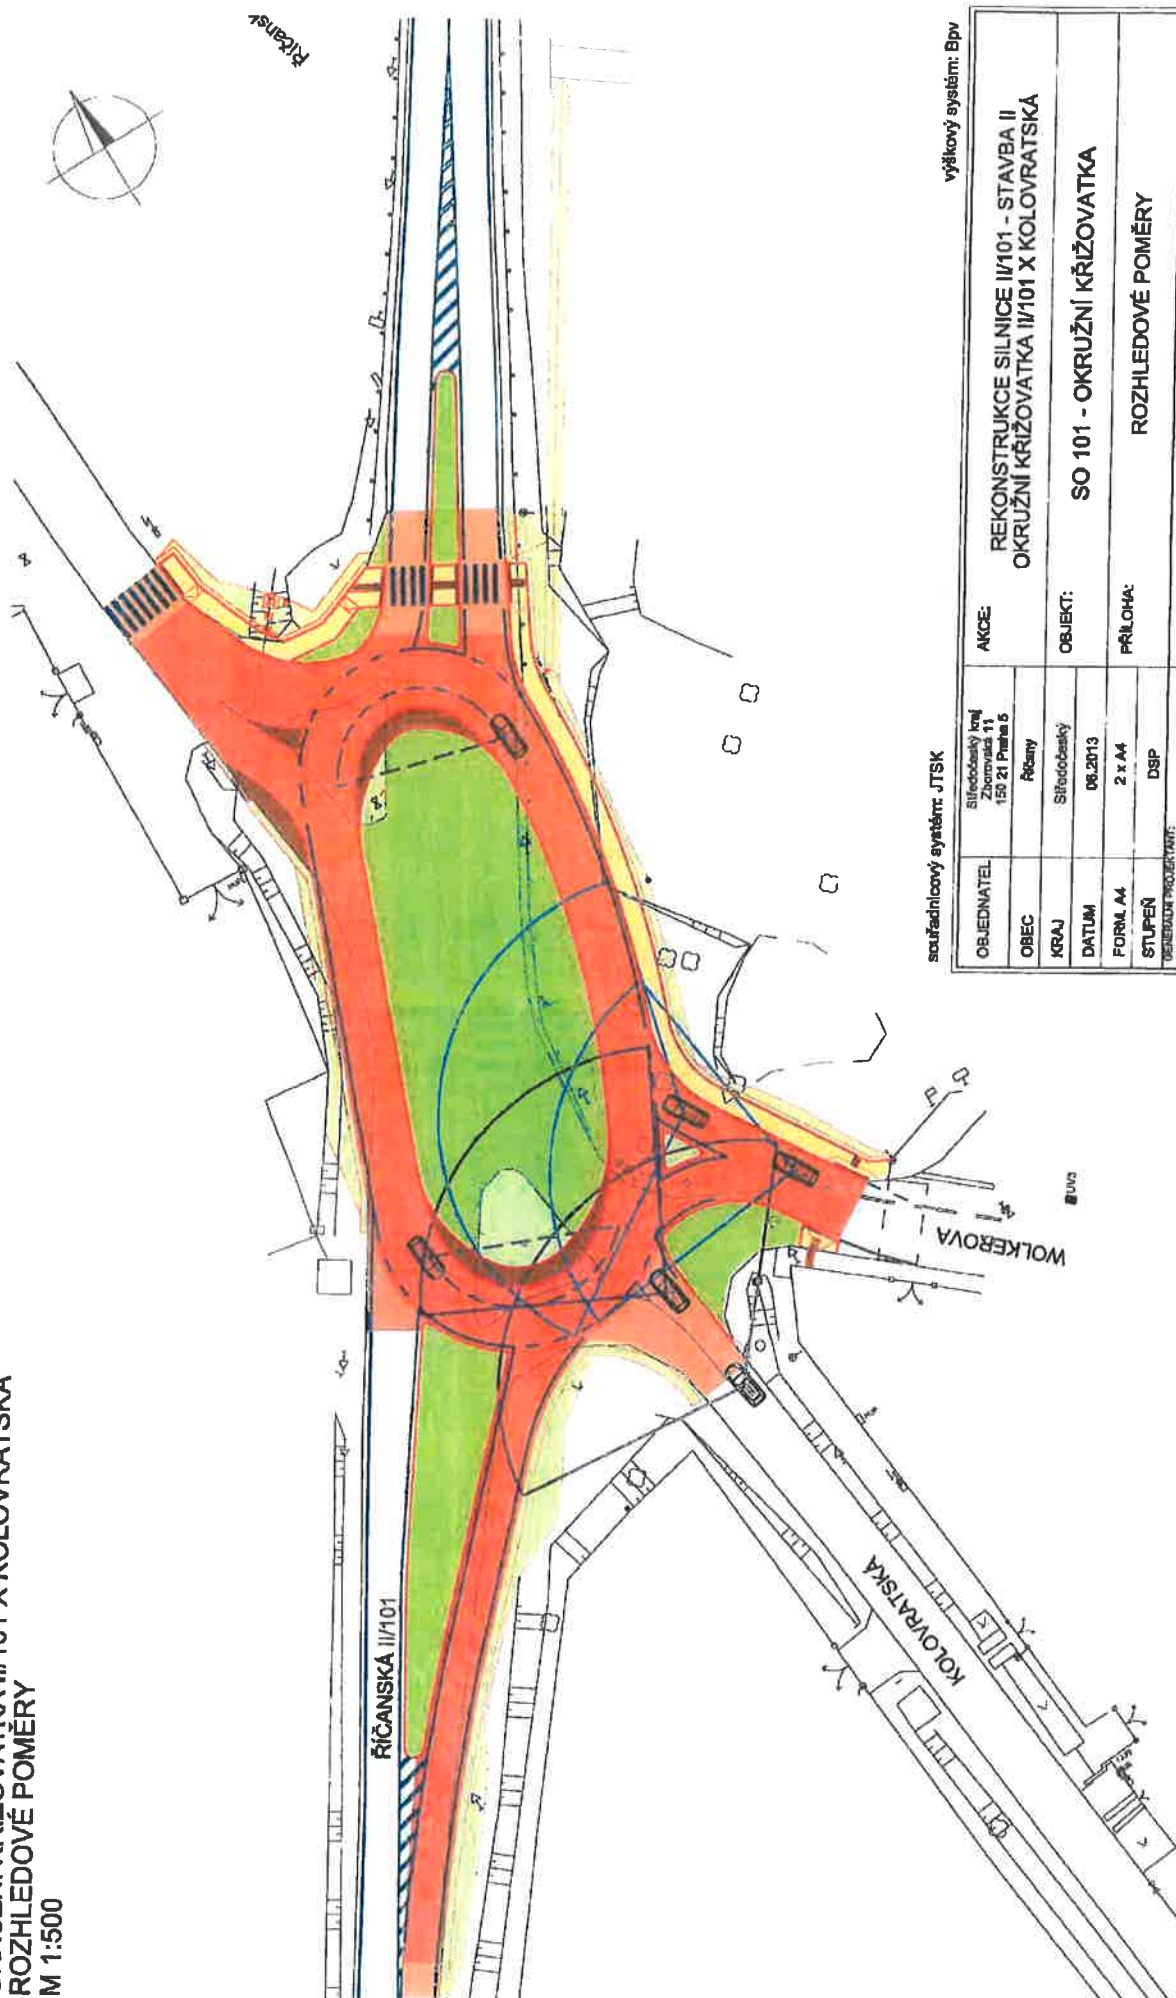 ROZHLEDOVÉ POMĚRY
M 1:500
ŘÍČANSKÁ II/101
KOLOVRATSKÁ
WOLKEROVA
souřadnicový systém: JTSK
výškový systém: Bpv
OBJEDNATEL
Středočeský kraj
Zborovská 11
150 21 Praha 5
AKCE:
REKONSTRUKCE SILNICE II/101 - STAVBA II
OKRUŽNÍ KŘIŽOVATKA II/101 X KOLOVRATSKÁ
OBEC
Říčany
KRAJ
Středočeský
OBJEKT:
SO 101 - OKRUŽNÍ KŘIŽOVATKA
DATUM
06.2013
FORM. A4
2 x A4
PŘÍLOHA:
ROZHLEDOVÉ POMĚRY
STUPEŇ
DSP
GENERÁLNÍ PROJEKTANT: